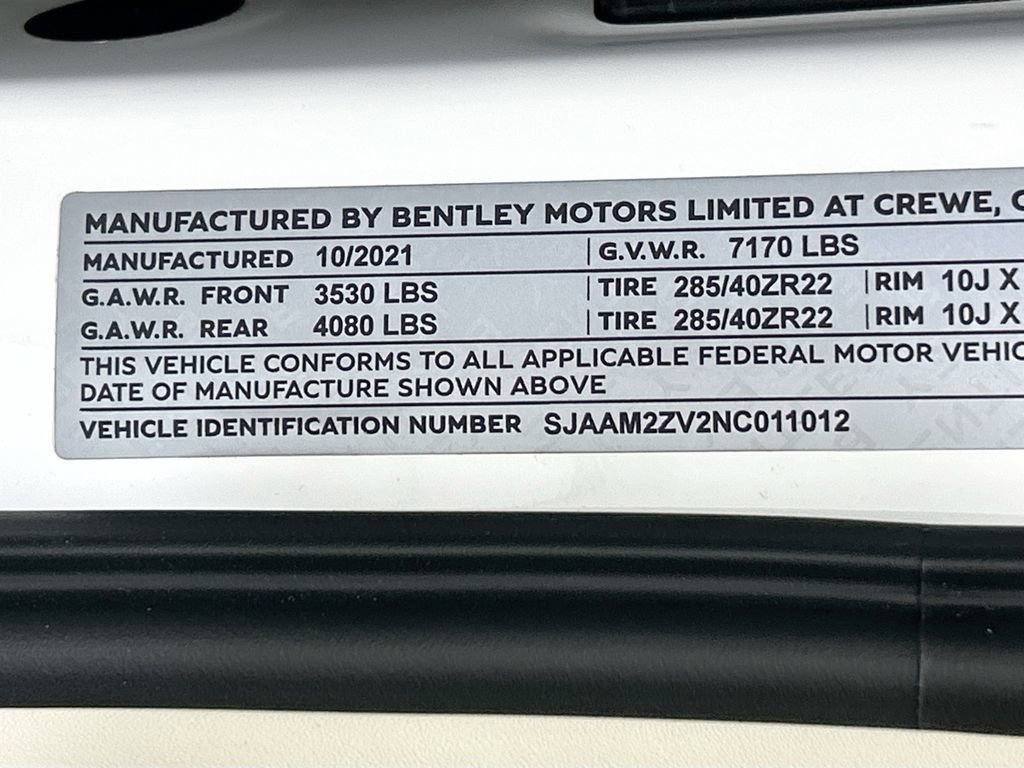 MANUFACTURED BY BENTLEY MOTORS LIMITED AT CREWE,
MANUFACTURED 10/2021 G.V.W.R. 7170 LBS
G.A.W.R. FRONT 3530 LBS TIRE 285/40ZR22 RIM 10J X
G.A.W.R. REAR 4080 LBS TIRE 285/40ZR22 RIM 10J X
THIS VEHICLE CONFORMS TO ALL APPLICABLE FEDERAL MOTOR
DATE OF MANUFACTURE SHOWN ABOVE
VEHICLE IDENTIFICATION NUMBER SJAAM2ZV2NC011012